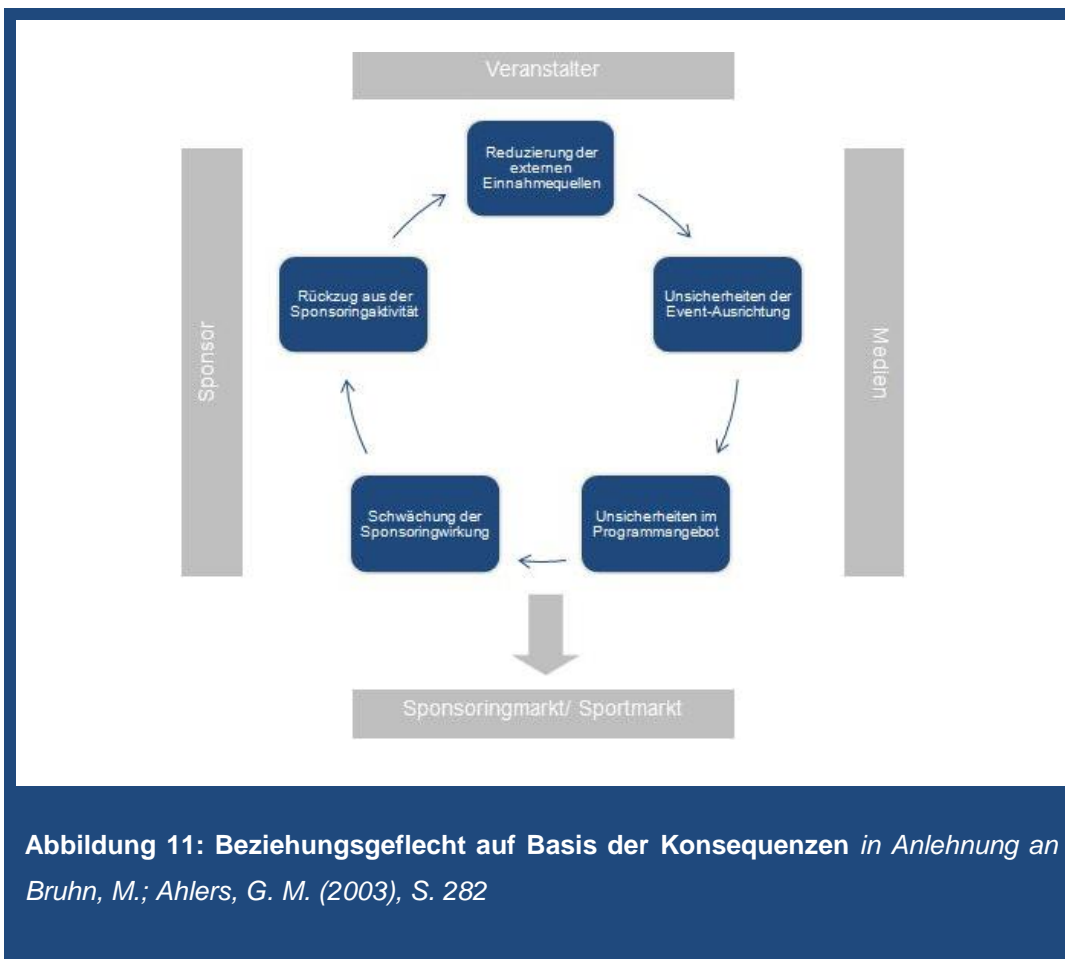 Veranstalter
Reduzierung der
externen
Einnahmequellen
Sponsor
Rückzug aus der
Sponsoringaktivität
Unsicherheiten der
Event-Ausrichtung
Medien
Schwächung der
Sponsoringwirkung
Unsicherheiten im
Programmangebot
Sponsoringmarkt/ Sportmarkt
Abbildung 11: Beziehungsgeflecht auf Basis der Konsequenzen in Anlehnung an
Bruhn, M.; Ahlers, G. M. (2003), S. 282